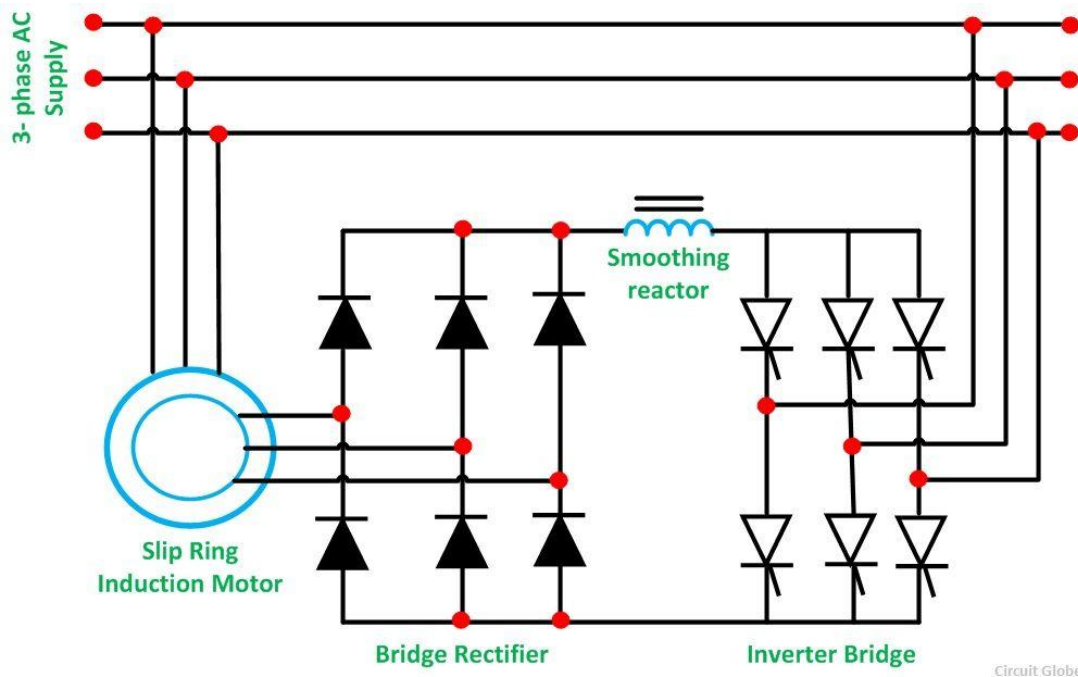 3- phase AC
Supply
Smoothing
reactor
Slip Ring
Induction Motor
Bridge Rectifier
Inverter Bridge
Circuit Globe